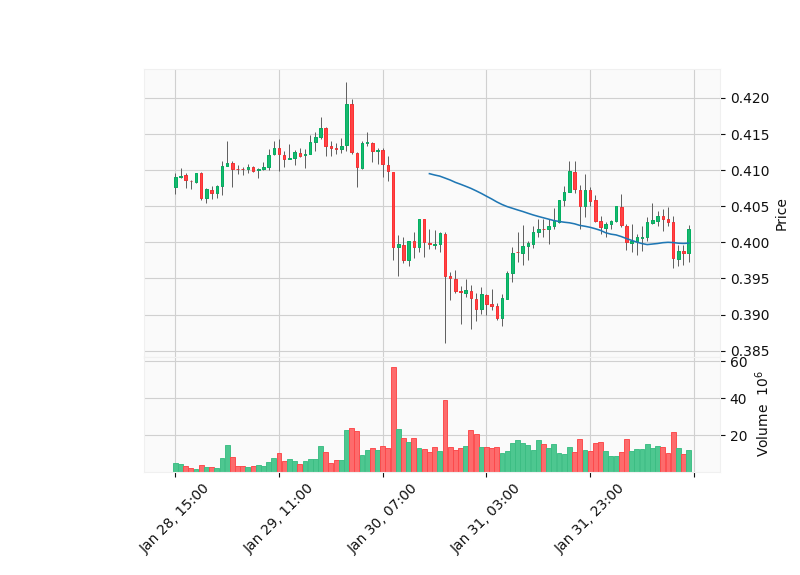 0.420
0.415
0.410
0.405
0.400
0.395
0.390
0.385
Price
60
40
20
Volume 10^6
Jan 28, 15:00
Jan 29, 11:00
Jan 30, 07:00
Jan 31, 03:00
Jan 31, 23:00